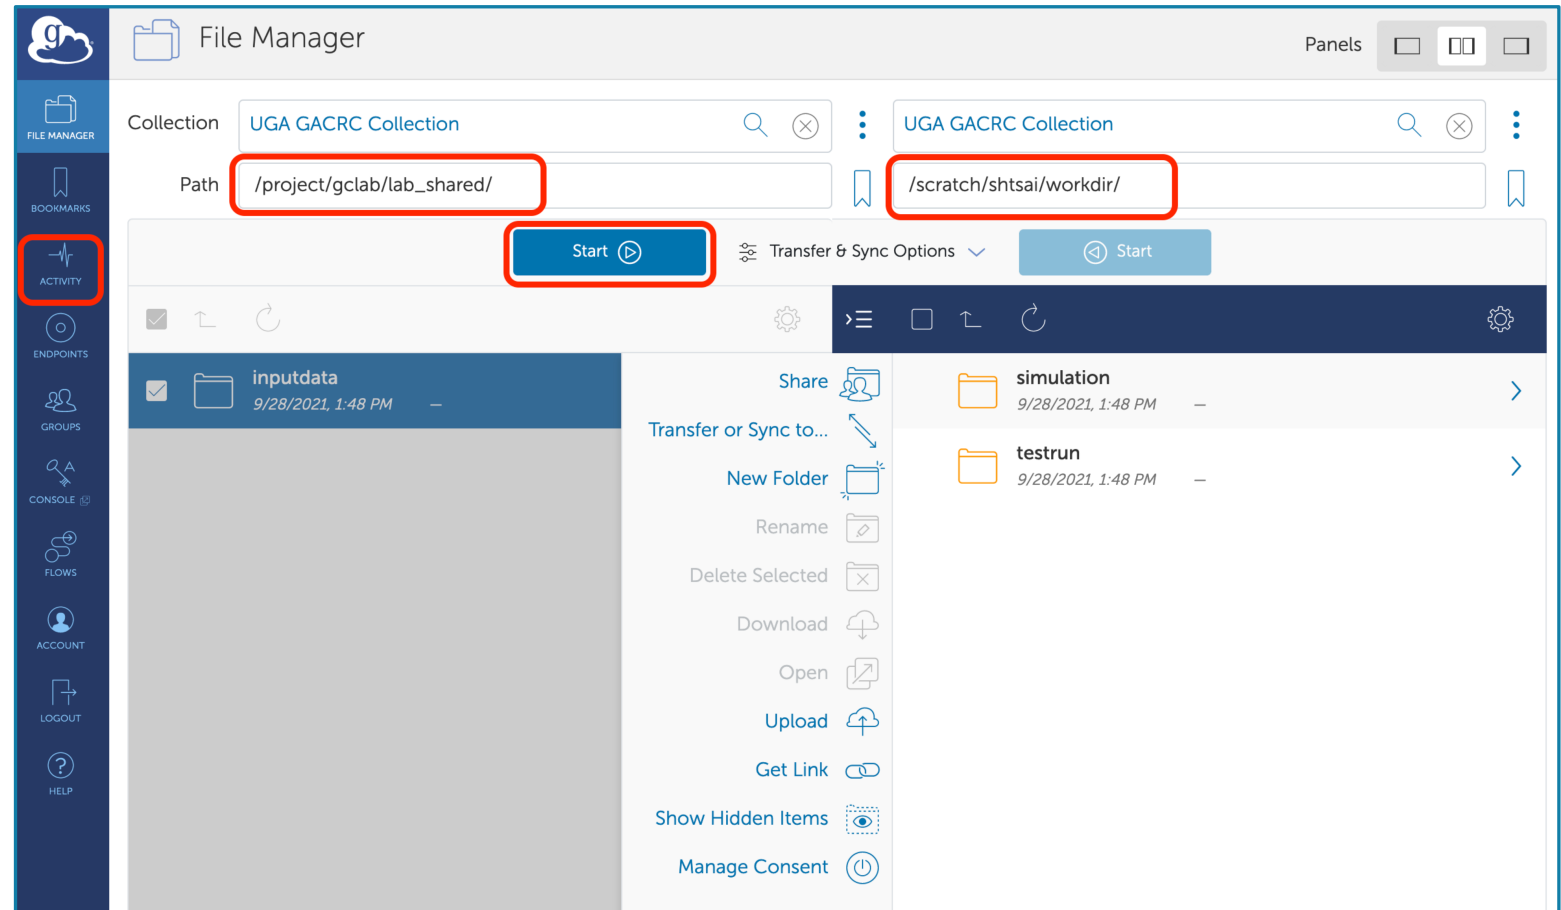 g
File Manager
Panels
FILE MANAGER
Collection
UGA GACRC Collection
UGA GACRC Collection
Path
/project/gclab/lab_shared/
/scratch/shtsai/workdir/
BOOKMARKS
Start
Transfer & Sync Options
Start
ACTIVITY
ENDPOINTS
inputdata
9/28/2021, 1:48 PM –
Share
simulation
9/28/2021, 1:48 PM –
GROUPS
Transfer or Sync to...
New Folder
testrun
9/28/2021, 1:48 PM –
CONSOLE
Rename
FLOWS
Delete Selected
Download
ACCOUNT
Open
LOGOUT
Upload
Get Link
HELP
Show Hidden Items
Manage Consent